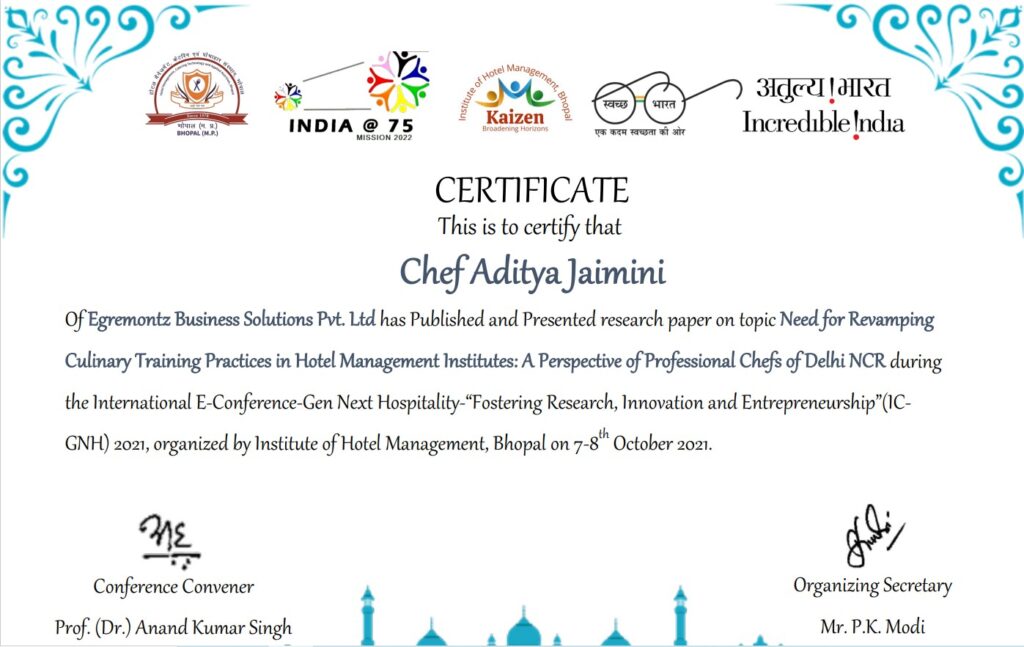 भोपाल (म. प्र.)
BHOPAL (M.P.)
INDIA @ 75
MISSION 2022
Institute of Hotel Management, Bhopal
Kaizen
Broadening Horizons
स्वच्छ भारत
एक कदम स्वच्छता की ओर
अतुल्य!भारत
Incredible!ndia
CERTIFICATE
This is to certify that
Chef Aditya Jaimini
Of Egremontz Business Solutions Pvt. Ltd has Published and Presented research paper on topic Need for Revamping
Culinary Training Practices in Hotel Management Institutes: A Perspective of Professional Chefs of Delhi NCR during
the International E-Conference-Gen Next Hospitality-“Fostering Research, Innovation and Entrepreneurship”(IC-
GNH) 2021, organized by Institute of Hotel Management, Bhopal on 7-8th October 2021.
Conference Convener
Prof. (Dr.) Anand Kumar Singh
Organizing Secretary
Mr. P.K. Modi